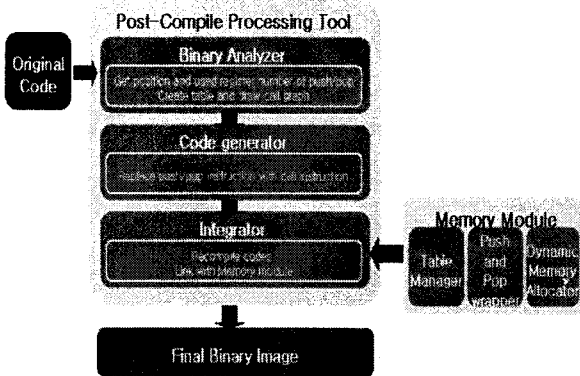 Post-Compile Processing Tool
Original
Code
Binary Analyzer
Get position and used register number of push/pop
Create table and draw call graph
Code generator
Replace push/pop instruction with call instruction
Integrator
Recompile codes
Link with Memory module
Memory Module
Table
Manager
Push
and
Pop
wrapper
Dynamic
Memory
Allocator
Final Binary Image